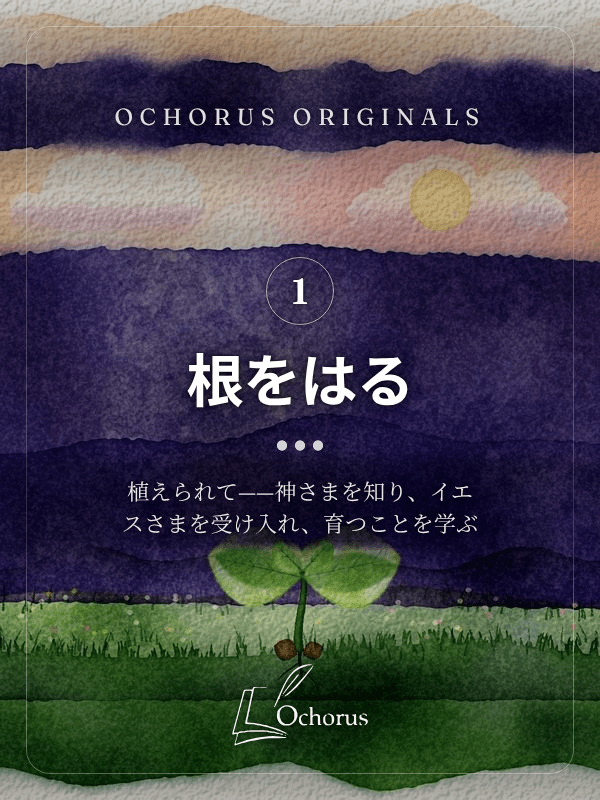 OCHORUS ORIGINALS
1
根をはる
植えられて——神さまを知り、イエ
スさまを受け入れ、育つことを学ぶ
Ochorus